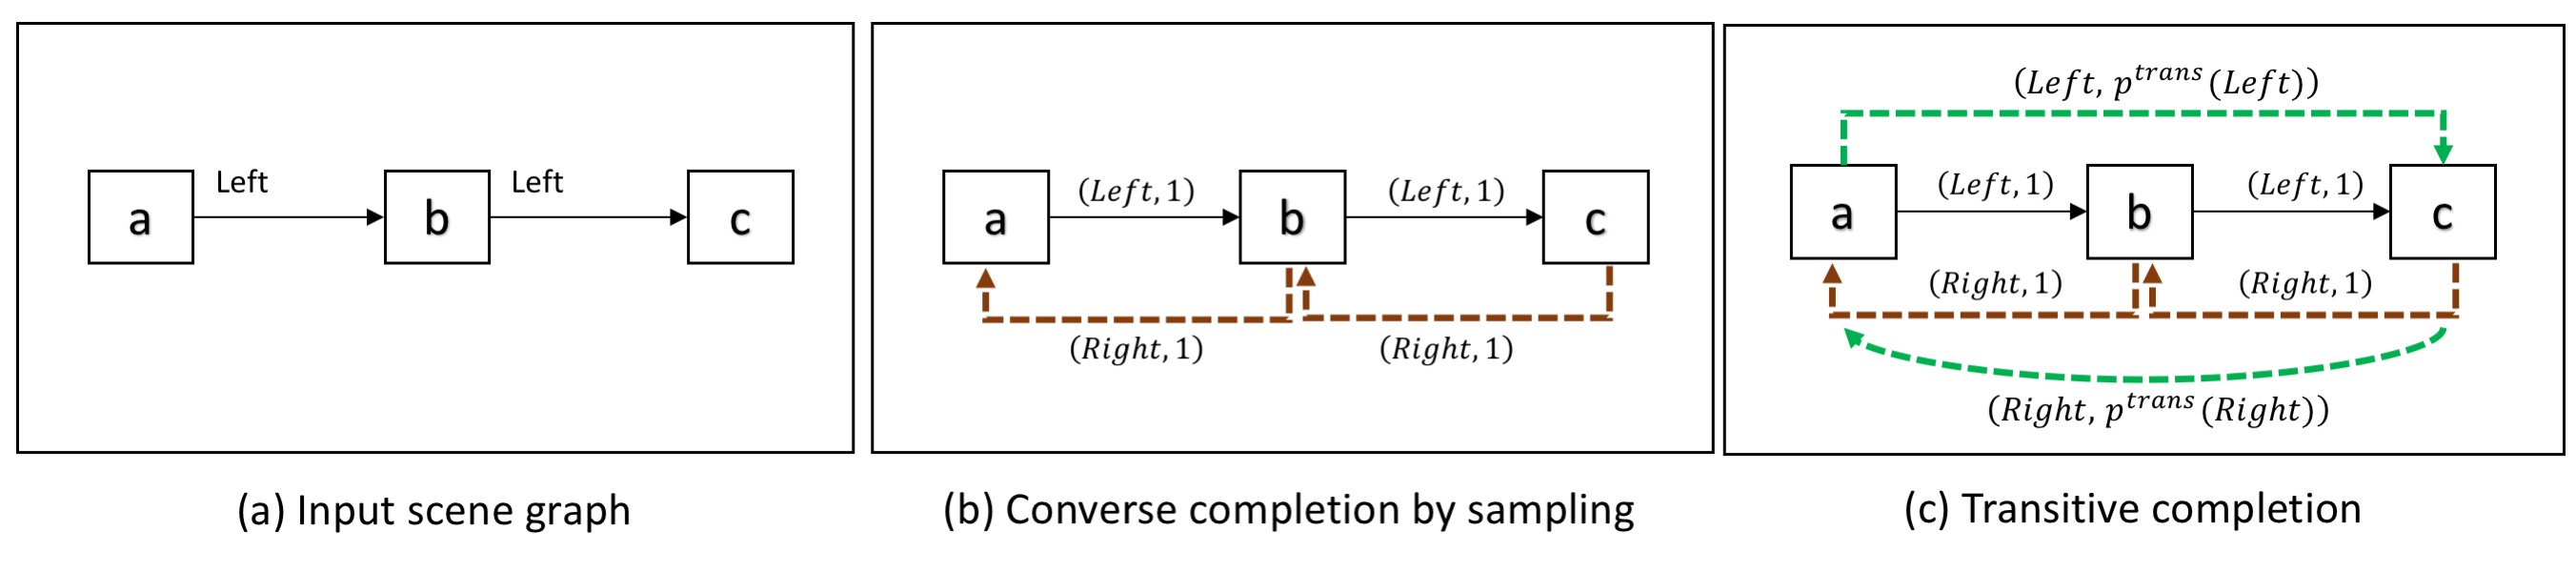 Left Left
a b c
(a) Input scene graph
(Left, 1) (Left, 1)
a b c
(Right, 1) (Right, 1)
(b) Converse completion by sampling
(Left, p^{trans}(Left))
(Left, 1) (Left, 1)
a b c
(Right, 1) (Right, 1)
(Right, p^{trans}(Right))
(c) Transitive completion